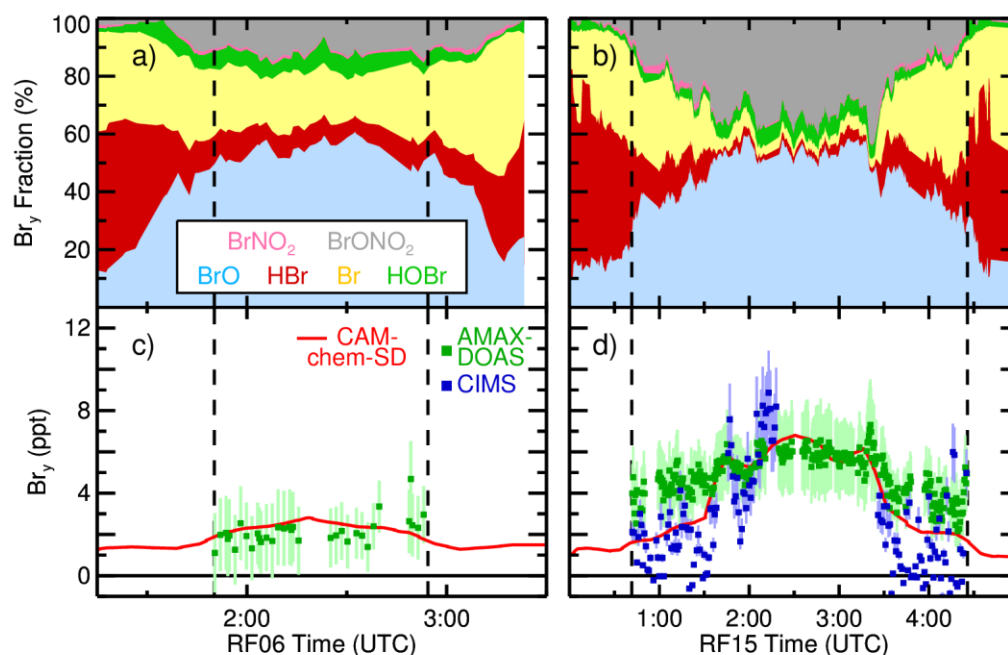 100
80
60
40
20
Br_y Fraction (%)
a)
b)
BrNO₂ BrONO₂
BrO HBr Br HOBr
12
8
4
0
Br_y (ppt)
c)
CAM-
chem-SD
AMAX-
DOAS
CIMS
d)
2:00 3:00
1:00 2:00 3:00 4:00
RF06 Time (UTC)
RF15 Time (UTC)